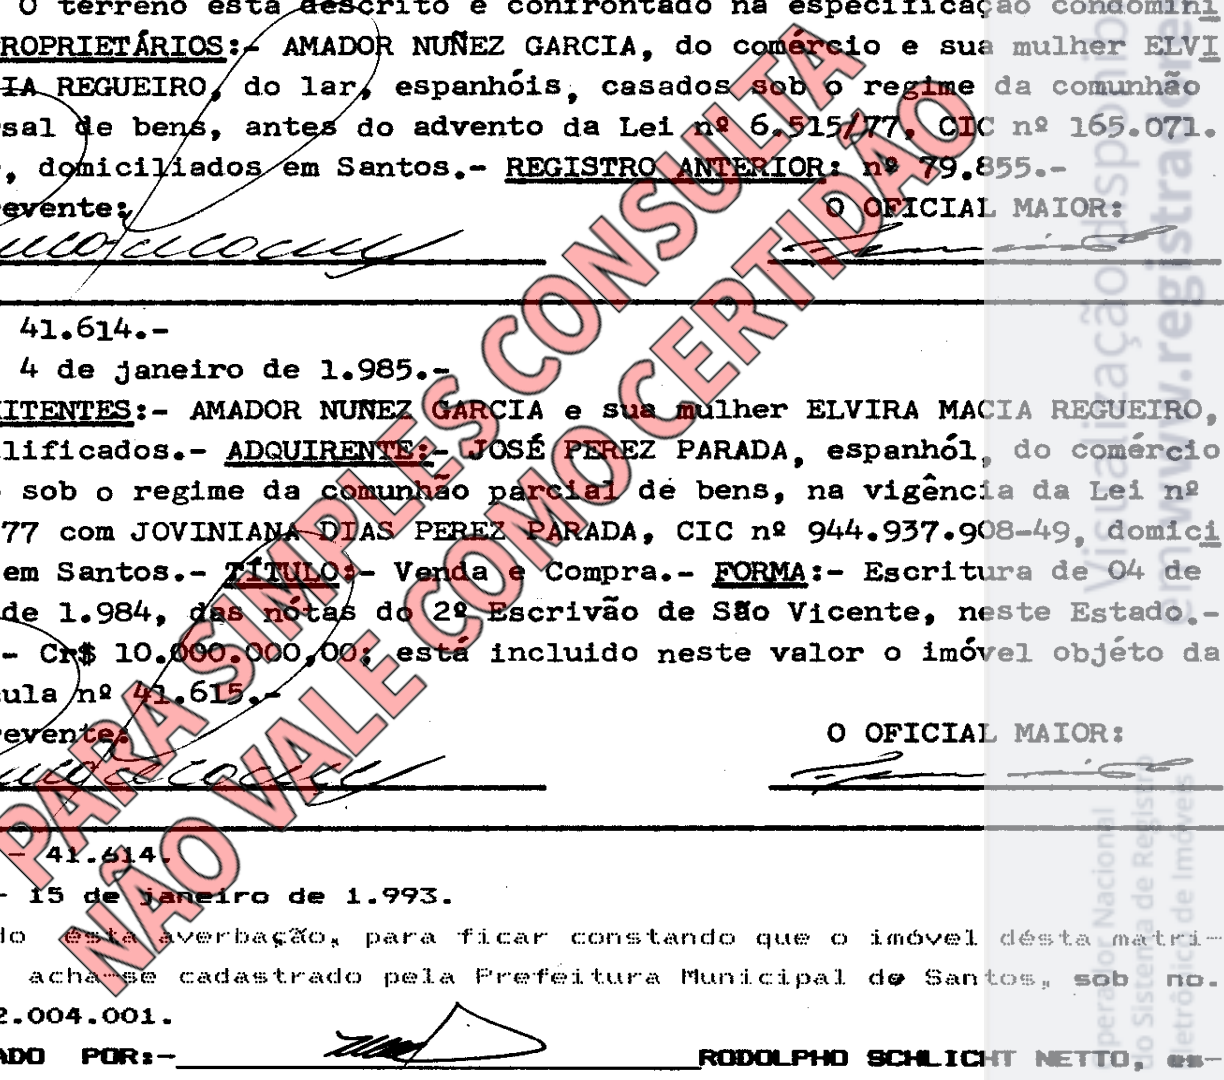 O terreno está descrito e confrontado na especificação condomini
ROPRIETÁRIOS:- AMADOR NUÑEZ GARCIA, do comércio e sua mulher ELVI
IA REGUEIRO, do lar, espanhóis, casados sob o regime da comunhão
sal de bens, antes do advento da Lei nº 6.515/77, CIC nº 165.071.
, domiciliados em Santos.- REGISTRO ANTERIOR: nº 79.855.-
evente: O OFICIAL MAIOR:
41.614.-
4 de janeiro de 1.985.-
ITENTES:- AMADOR NUÑEZ GARCIA e sua mulher ELVIRA MACIA REGUEIRO,
lificados.- ADQUIRENTE:- JOSÉ PEREZ PARADA, espanhól, do comércio
sob o regime da comunhão parcial de bens, na vigência da Lei nº
77 com JOVINIANA DIAS PEREZ PARADA, CIC nº 944.937.908-49, domici
em Santos.- TÍTULO:- Venda e Compra.- FORMA:- Escritura de 04 de
de 1.984, das nótas do 2º Escrivão de São Vicente, neste Estado.-
- Cr$ 10.000.000,00; está incluido neste valor o imóvel objéto da
ula nº 41.615.-
evente: O OFICIAL MAIOR:
- 41.614.
- 15 de janeiro de 1.993.
do ésta averbação, para ficar constando que o imóvel désta matri-
acha-se cadastrado pela Prefeitura Municipal de Santos, sob no.
2.004.001.
ADO POR:- RODOLPHO SCHLICHT NETTO, es-
PARA SIMPLES CONSULTA
NÃO VALE COMO CERTIDÃO
Visualização disponíb
em www.registradore
Operador Nacional
do Sistema de Registro
Eletrônico de Imóveis